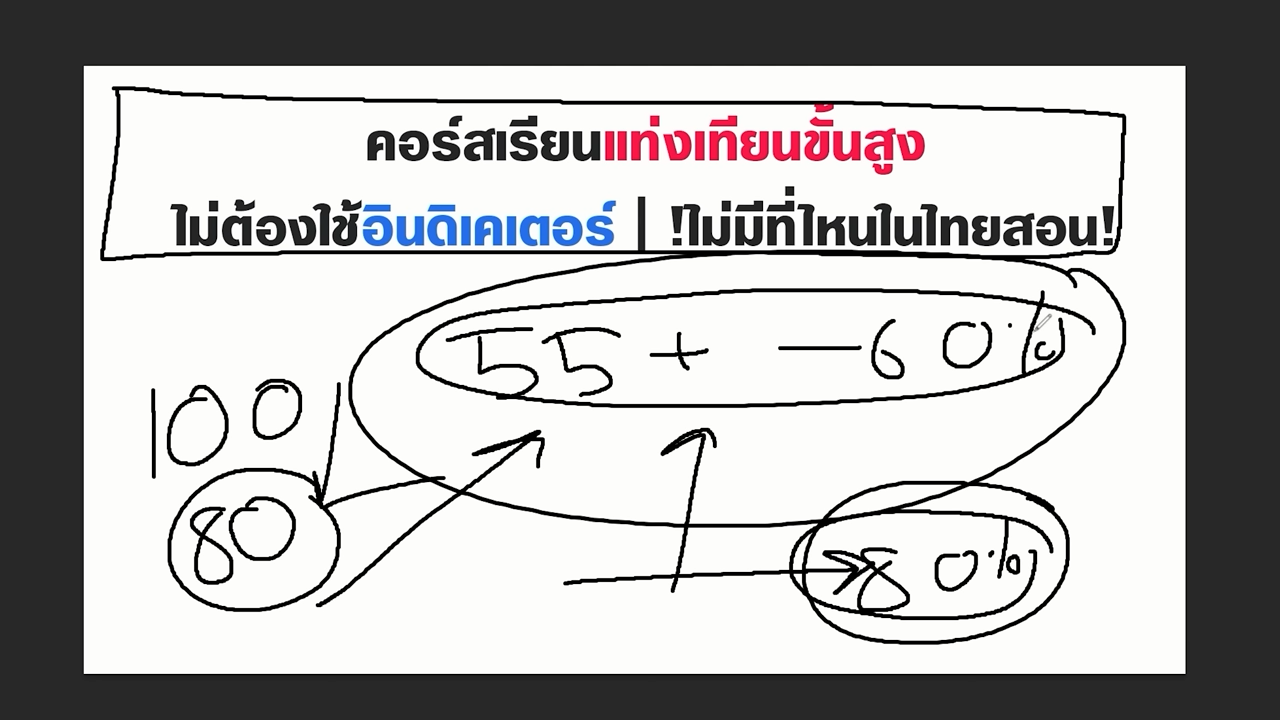 คอร์สเรียนแท่งเทียนขั้นสูง
ไม่ต้องใช้อินดิเคเตอร์ | !ไม่มีที่ไหนในไทยสอน!
55+ - 60%
100
80
80%